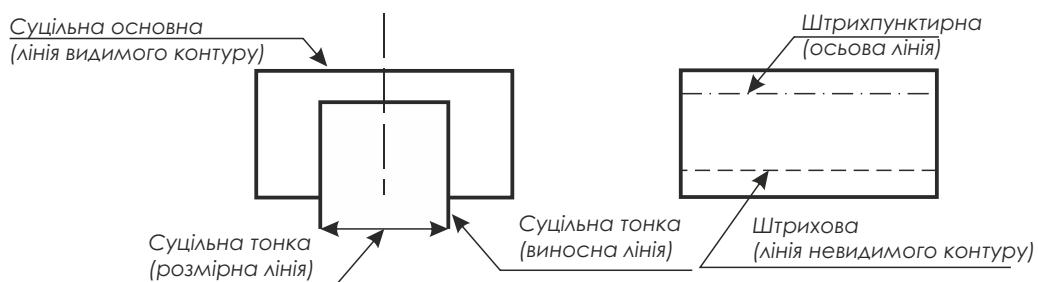 Суцільна основна
(лінія видимого контуру)
Штрихпунктирна
(осьова лінія)
Суцільна тонка
(розмірна лінія)
Суцільна тонка
(виносна лінія)
Штрихова
(лінія невидимого контуру)